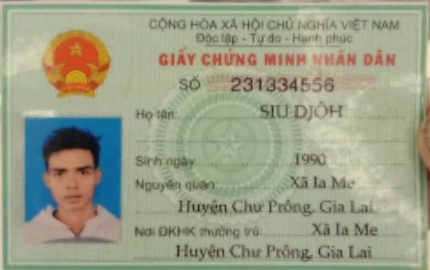 CỘNG HÒA XÃ HỘI CHỦ NGHĨA VIỆT NAM
Độc lập - Tự do - Hạnh phúc
GIẤY CHỨNG MINH NHÂN DÂN
SỐ 231334556
Họ tên: SIU DJÔH
Sinh ngày 1990
Nguyên quán: Xã Ia Me
Huyện Chư Prông, Gia Lai
Nơi ĐKHK thường trú: Xã Ia Me
Huyện Chư Prông, Gia Lai